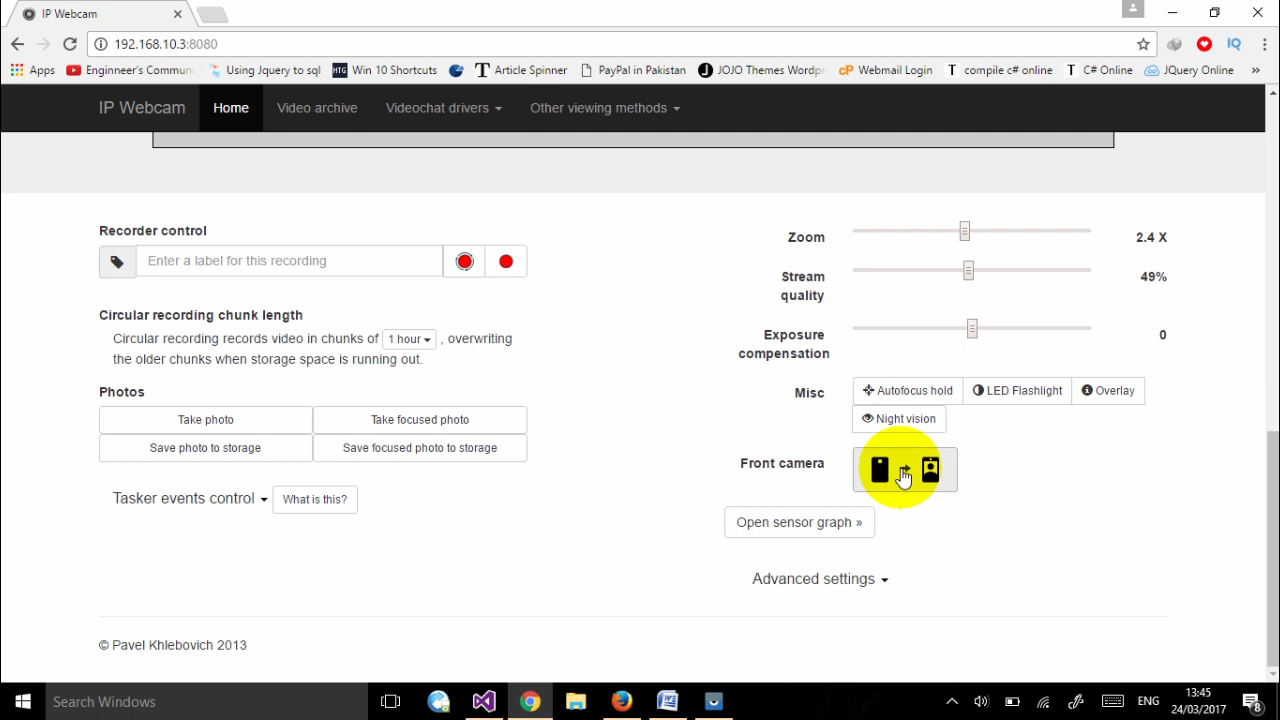 IP Webcam
192.168.10.3:8080
Apps
Enginneer's Commun
Using Jquery to sql
HTG
Win 10 Shortcuts
T Article Spinner
PayPal in Pakistan
JOJO Themes Wordpr
cP Webmail Login
T compile c# online
T C# Online
JQuery Online
»
IQ
IP Webcam
Home
Video archive
Videochat drivers
Other viewing methods
Recorder control
Enter a label for this recording
Circular recording chunk length
Circular recording records video in chunks of 1 hour , overwriting
the older chunks when storage space is running out.
Photos
Take photo
Take focused photo
Save photo to storage
Save focused photo to storage
Tasker events control
What is this?
Zoom
2.4 X
Stream
quality
49%
Exposure
compensation
0
Misc
Autofocus hold
LED Flashlight
Overlay
Night vision
Front camera
Open sensor graph »
Advanced settings
© Pavel Khlebovich 2013
Search Windows
ENG
13:45
24/03/2017
8